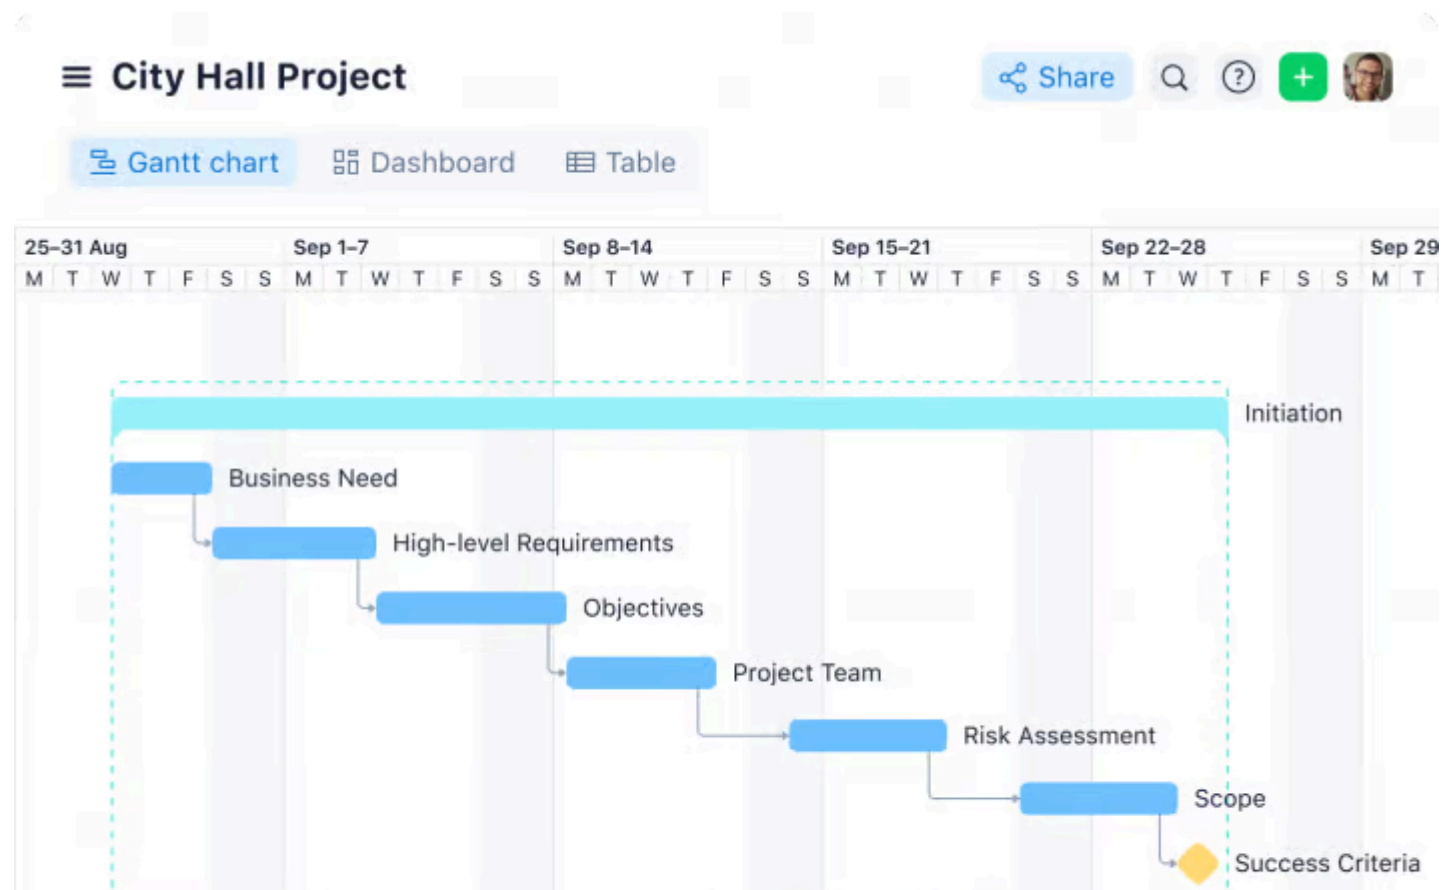 City Hall Project
Share
Gantt chart Dashboard Table
25–31 Aug Sep 1–7 Sep 8–14 Sep 15–21 Sep 22–28 Sep 29
M T W T F S S M T W T F S S M T W T F S S M T W T F S S M T W T F S S M T
Initiation
Business Need
High-level Requirements
Objectives
Project Team
Risk Assessment
Scope
Success Criteria